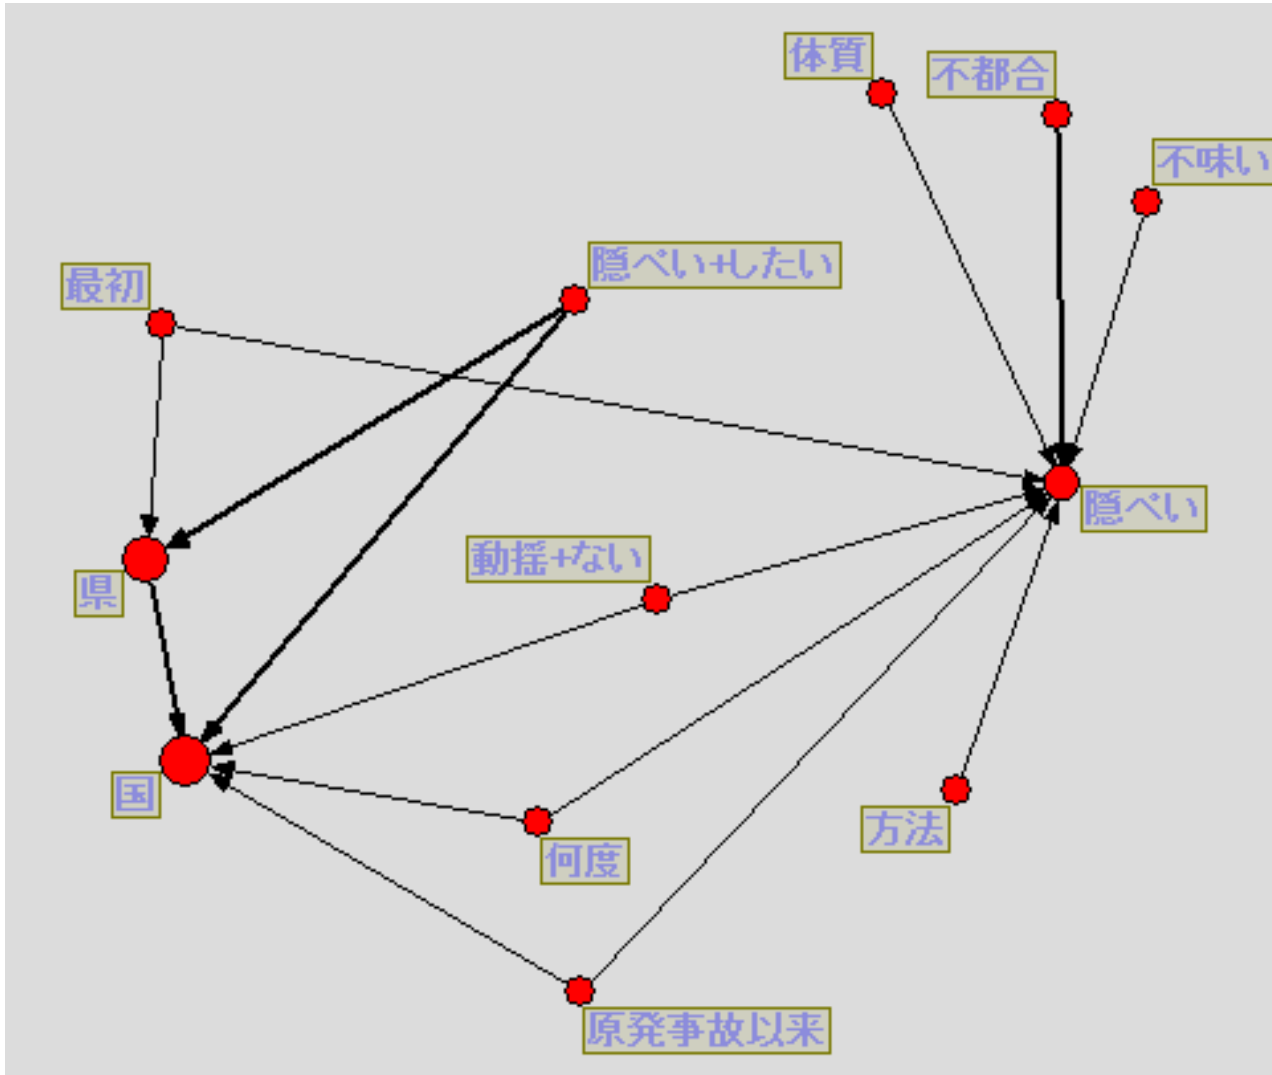 体質
不都合
不味い
隠ぺい+したい
最初
隠ぺい
動揺+ない
県
国
方法
何度
原発事故以来